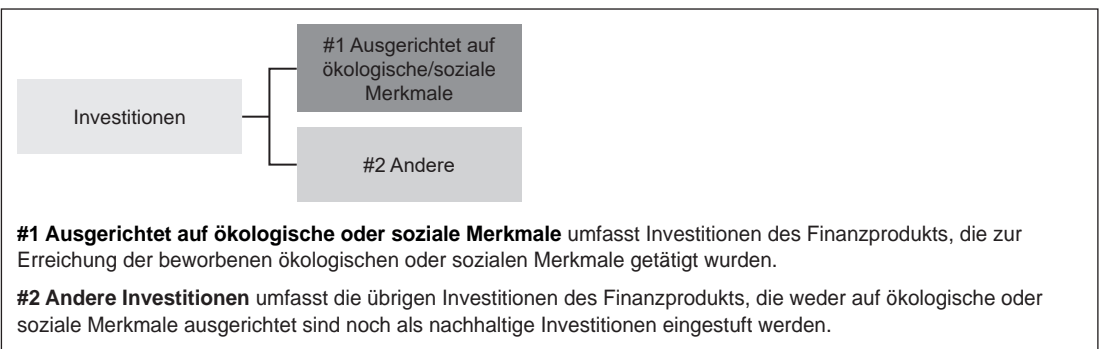 #1 Ausgerichtet auf
ökologische/soziale
Merkmale
Investitionen
#2 Andere
#1 Ausgerichtet auf ökologische oder soziale Merkmale umfasst Investitionen des Finanzprodukts, die zur
Erreichung der beworbenen ökologischen oder sozialen Merkmale getätigt wurden.
#2 Andere Investitionen umfasst die übrigen Investitionen des Finanzprodukts, die weder auf ökologische oder
soziale Merkmale ausgerichtet sind noch als nachhaltige Investitionen eingestuft werden.